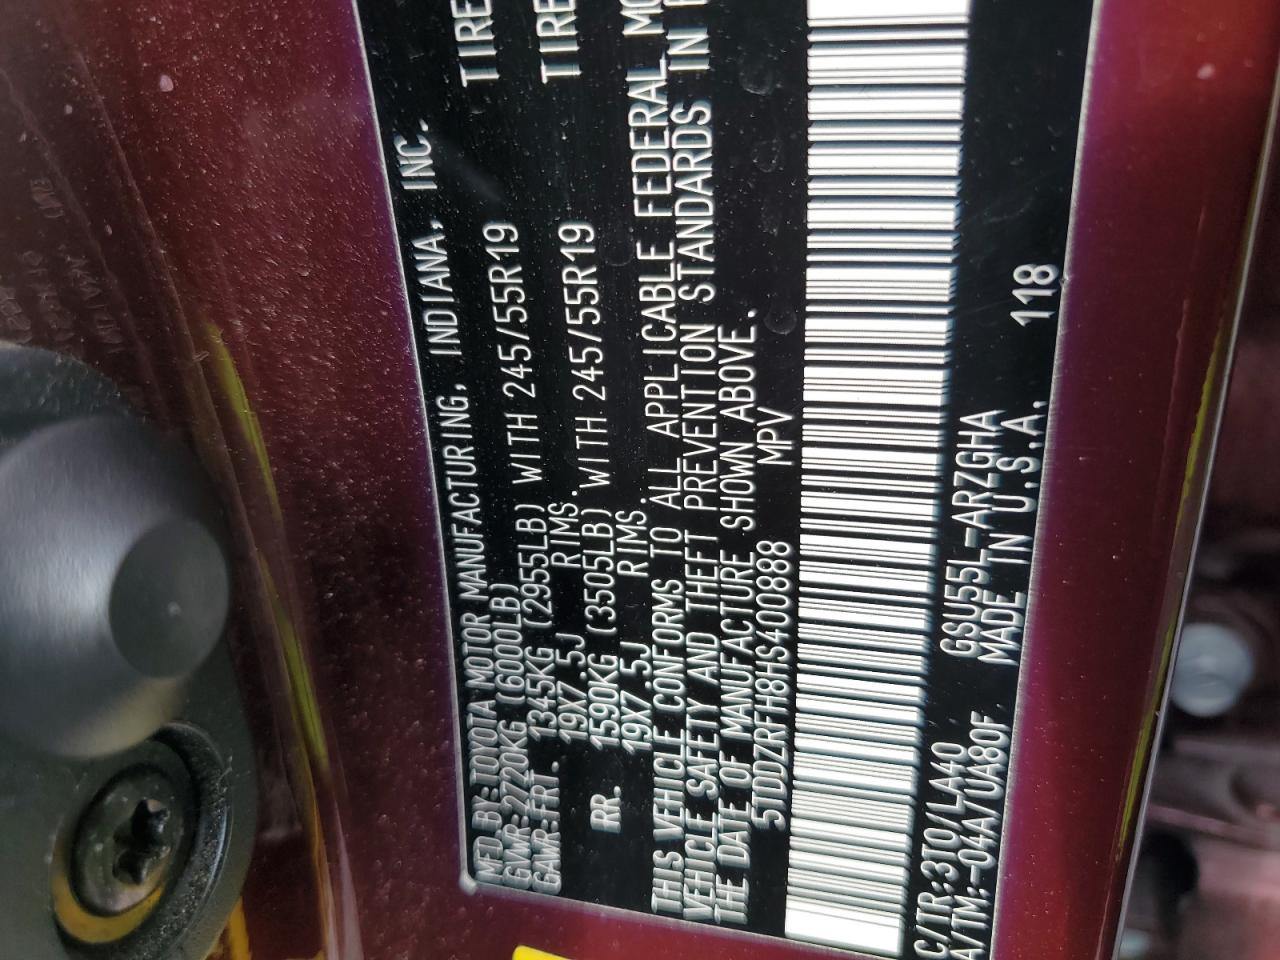 MFD. BY:TOYOTA MOTOR MANUFACTURING, INDIANA, INC.
GVWR:2720KG (6000LB)
GAWR:FRT. 1345KG (2955LB) WITH 245/55R19 TIRE
19X7.5J RIMS.
RR. 1590KG (3505LB) WITH 245/55R19 TIRE
19X7.5J RIMS.
THIS VEHICLE CONFORMS TO ALL APPLICABLE FEDERAL MO
VEHICLE SAFETY AND THEFT PREVENTION STANDARDS IN
THE DATE OF MANUFACTURE SHOWN ABOVE.
5TDDZRFH8HS400888 MPV
C/TR:3T0/LA40 GSU55L-ARZGHA
A/TM:-04A/UA80F MADE IN U.S.A. 118